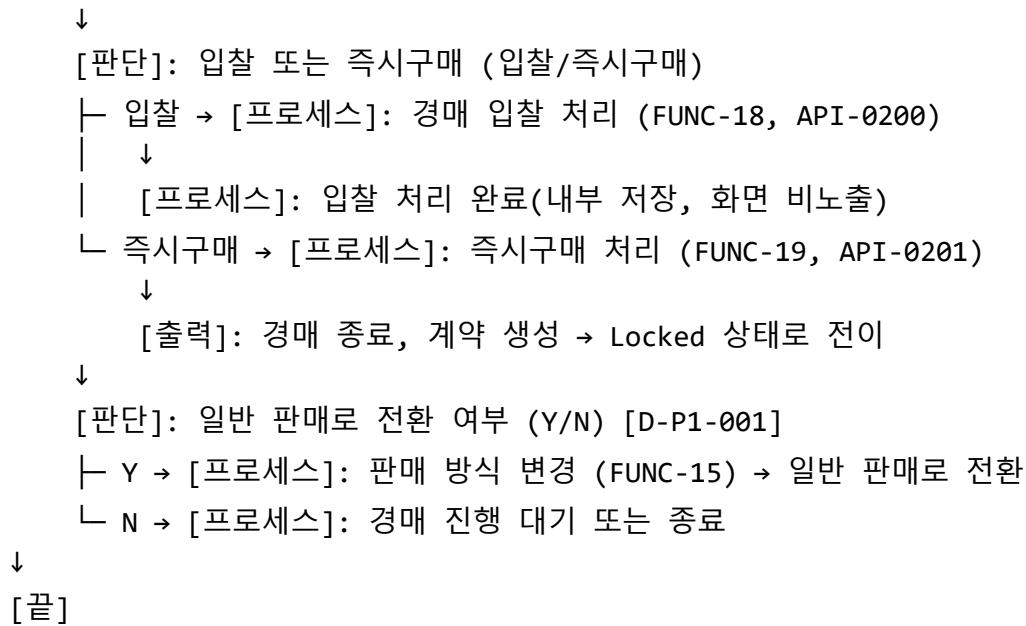 ↓
[판단]: 입찰 또는 즉시구매 (입찰/즉시구매)
├─ 입찰 → [프로세스]: 경매 입찰 처리 (FUNC-18, API-0200)
│   ↓
│   [프로세스]: 입찰 처리 완료(내부 저장, 화면 비노출)
└─ 즉시구매 → [프로세스]: 즉시구매 처리 (FUNC-19, API-0201)
↓
[출력]: 경매 종료, 계약 생성 → Locked 상태로 전이
↓
[판단]: 일반 판매로 전환 여부 (Y/N) [D-P1-001]
├─ Y → [프로세스]: 판매 방식 변경 (FUNC-15) → 일반 판매로 전환
└─ N → [프로세스]: 경매 진행 대기 또는 종료
↓
[끝]